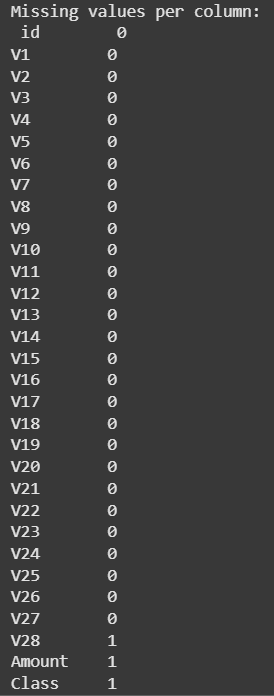 Missing values per column:
id 0
V1 0
V2 0
V3 0
V4 0
V5 0
V6 0
V7 0
V8 0
V9 0
V10 0
V11 0
V12 0
V13 0
V14 0
V15 0
V16 0
V17 0
V18 0
V19 0
V20 0
V21 0
V22 0
V23 0
V24 0
V25 0
V26 0
V27 0
V28 1
Amount 1
Class 1